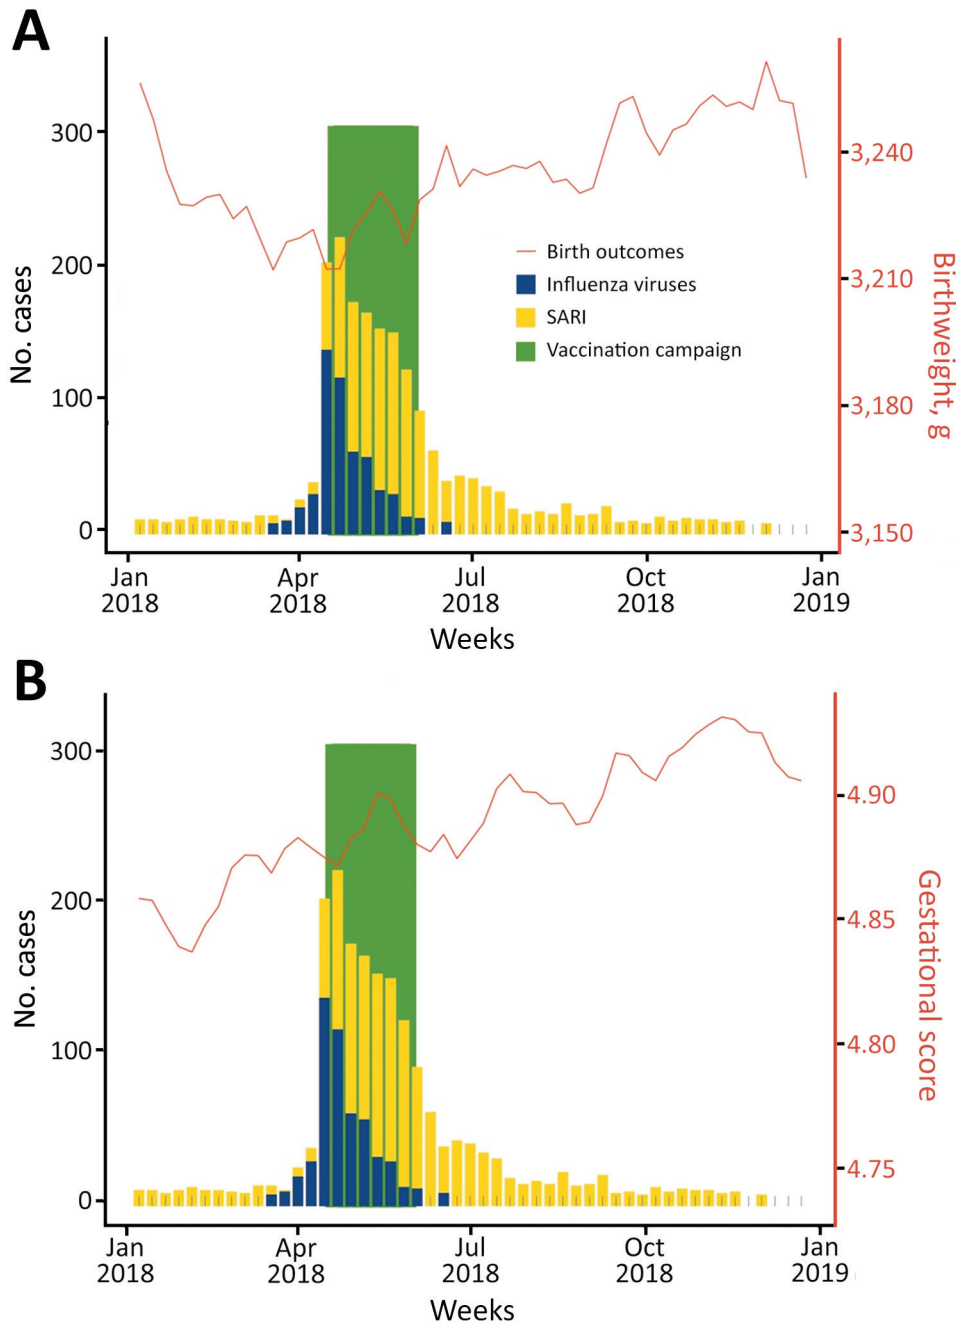 A
300
200
100
0
No. cases
3,240
3,210
3,180
3,150
Birthweight, g
Birth outcomes
Influenza viruses
SARI
Vaccination campaign
Jan
2018
Apr
2018
Jul
2018
Oct
2018
Jan
2019
Weeks
B
300
200
100
0
No. cases
4.90
4.85
4.80
4.75
Gestational score
Jan
2018
Apr
2018
Jul
2018
Oct
2018
Jan
2019
Weeks